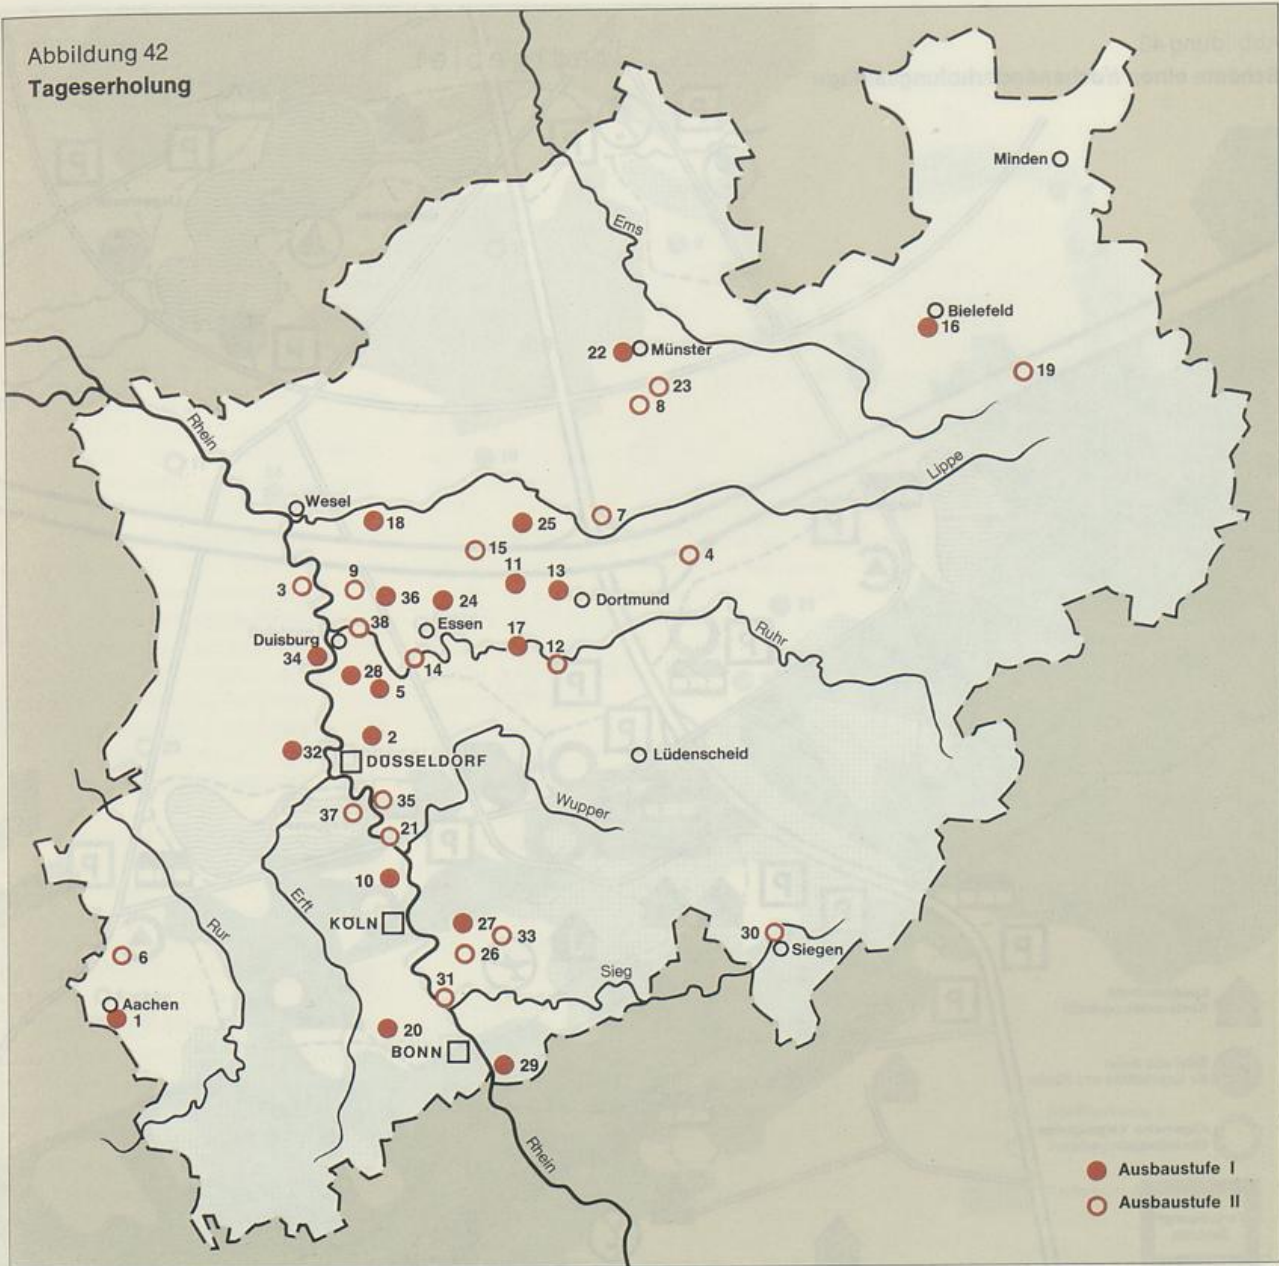 Abbildung 42
Tageserholung
Minden
Ems
Bielefeld
16
22
Münster
19
23
8
Rhein
Lippe
Wesel
18
25
7
15
4
9
11
13
3
36
24
Dortmund
38
Essen
Duisburg
17
12
Ruhr
34
14
28
5
2
32
DÜSSELDORF
Lüdenscheid
35
37
Wupper
21
10
Erft
KÖLN
27
33
30
Rur
26
Siegen
6
31
Sieg
Aachen
1
20
BONN
29
Rhein
Ausbaustufe I
Ausbaustufe II